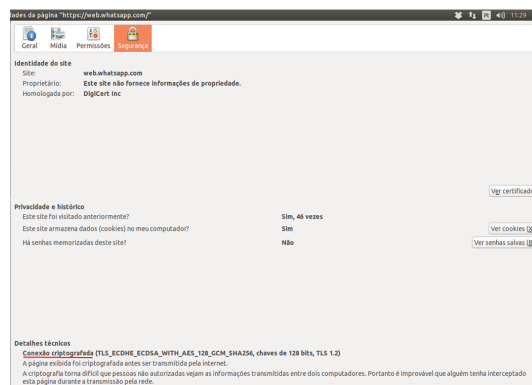 dades da página "https://web.whatsapp.com/"
Pt
11:29
Geral Mídia Permissões Segurança
Identidade do site
Site: web.whatsapp.com
Proprietário: Este site não fornece informações de propriedade.
Homologada por: DigiCert Inc
Ver certificado
Privacidade e histórico
Este site foi visitado anteriormente? Sim, 46 vezes
Este site armazena dados (cookies) no meu computador? Sim Ver cookies (X
Há senhas memorizadas deste site? Não Ver senhas salvas (B
Detalhes técnicos
Conexão criptografada (TLS_ECDHE_ECDSA_WITH_AES_128_GCM_SHA256, chaves de 128 bits, TLS 1.2)
A página exibida foi criptografada antes ser transmitida pela internet.
A criptografia torna difícil que pessoas não autorizadas vejam as informações transmitidas entre dois computadores. Portanto é improvável que alguém tenha interceptado
esta página durante a transmissão pela rede.